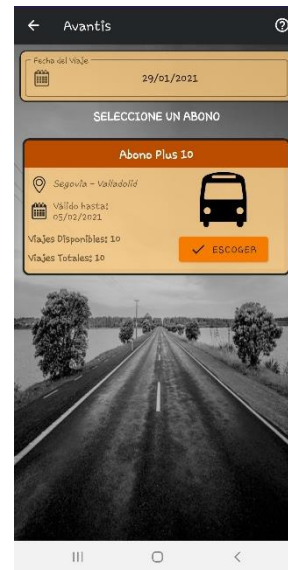 Avantis
Fecha del Viaje
29/01/2021
SELECCIONE UN ABONO
Abono Plus 10
Segovia - Valladolid
Válido hasta:
05/02/2021
Viajes Disponibles: 10
Viajes Totales: 10
ESCOGER